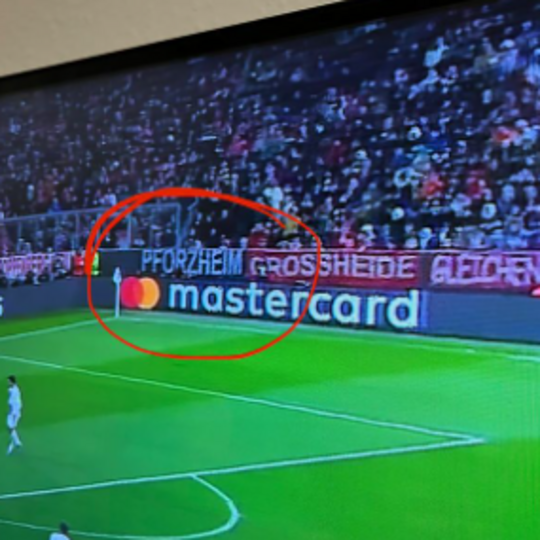 PFORZHEIM GROSSHEIDE GLEICHEN
mastercard